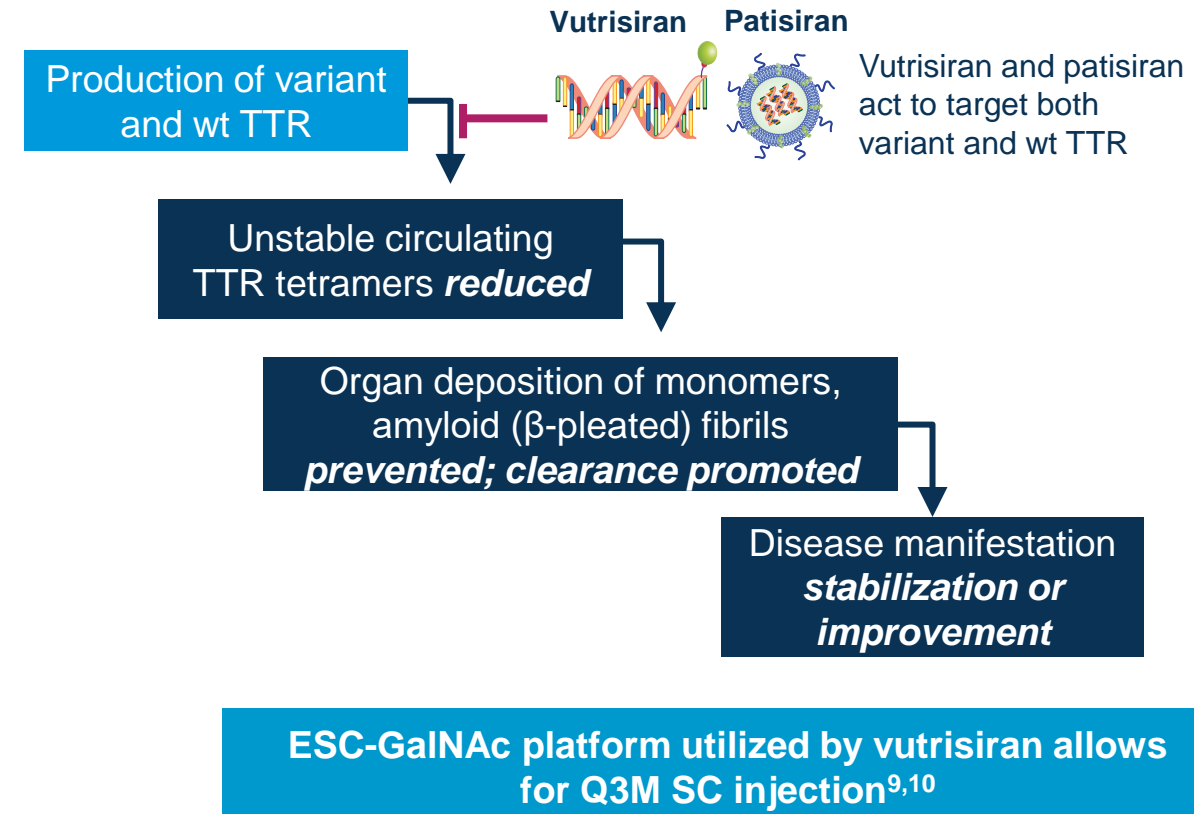 Vutrisiran Patisiran
Production of variant
and wt TTR
Vutrisiran and patisiran
act to target both
variant and wt TTR
Unstable circulating
TTR tetramers reduced
Organ deposition of monomers,
amyloid (β-pleated) fibrils
prevented; clearance promoted
Disease manifestation
stabilization or
improvement
ESC-GalNAc platform utilized by vutrisiran allows
for Q3M SC injection9,10